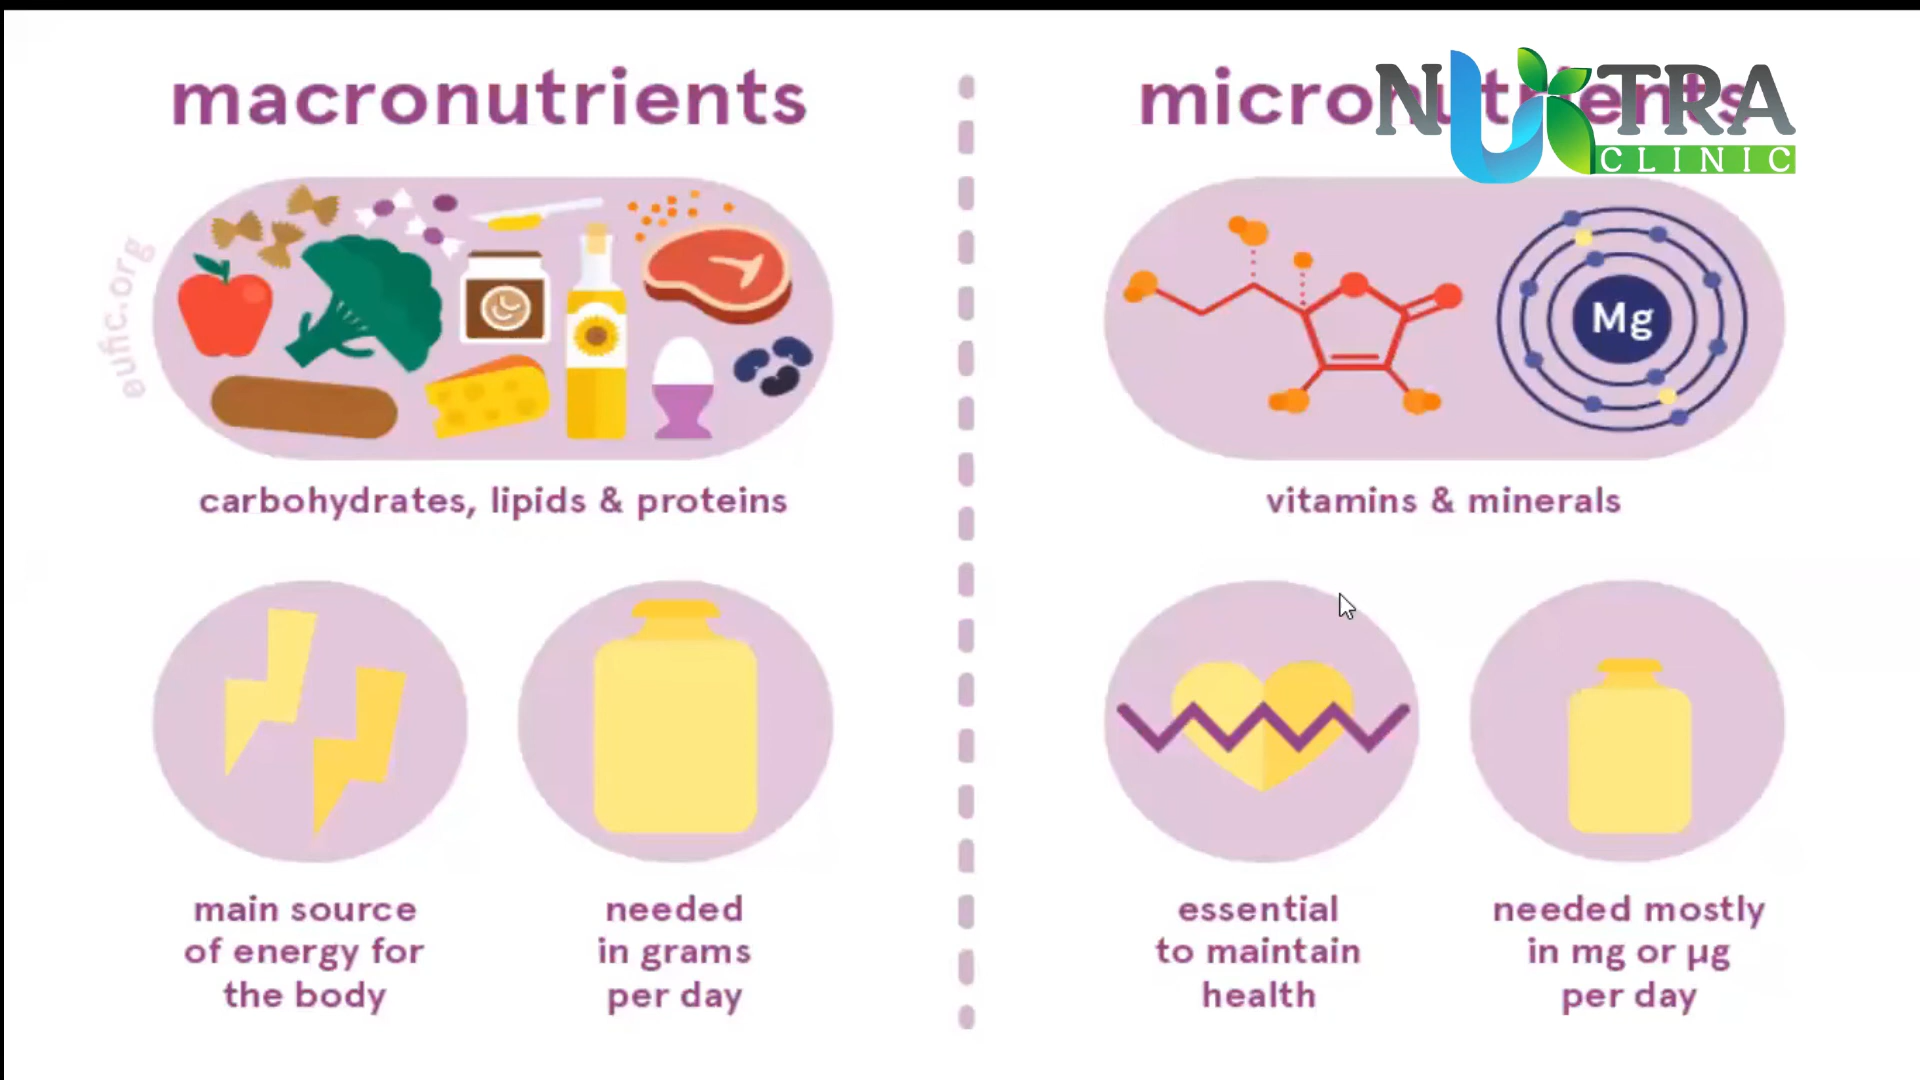 macronutrients
carbohydrates, lipids & proteins
main source
of energy for
the body
needed
in grams
per day
eufic.org
micronutrients
NUTRA
CLINIC
Mg
vitamins & minerals
essential
to maintain
health
needed mostly
in mg or µg
per day